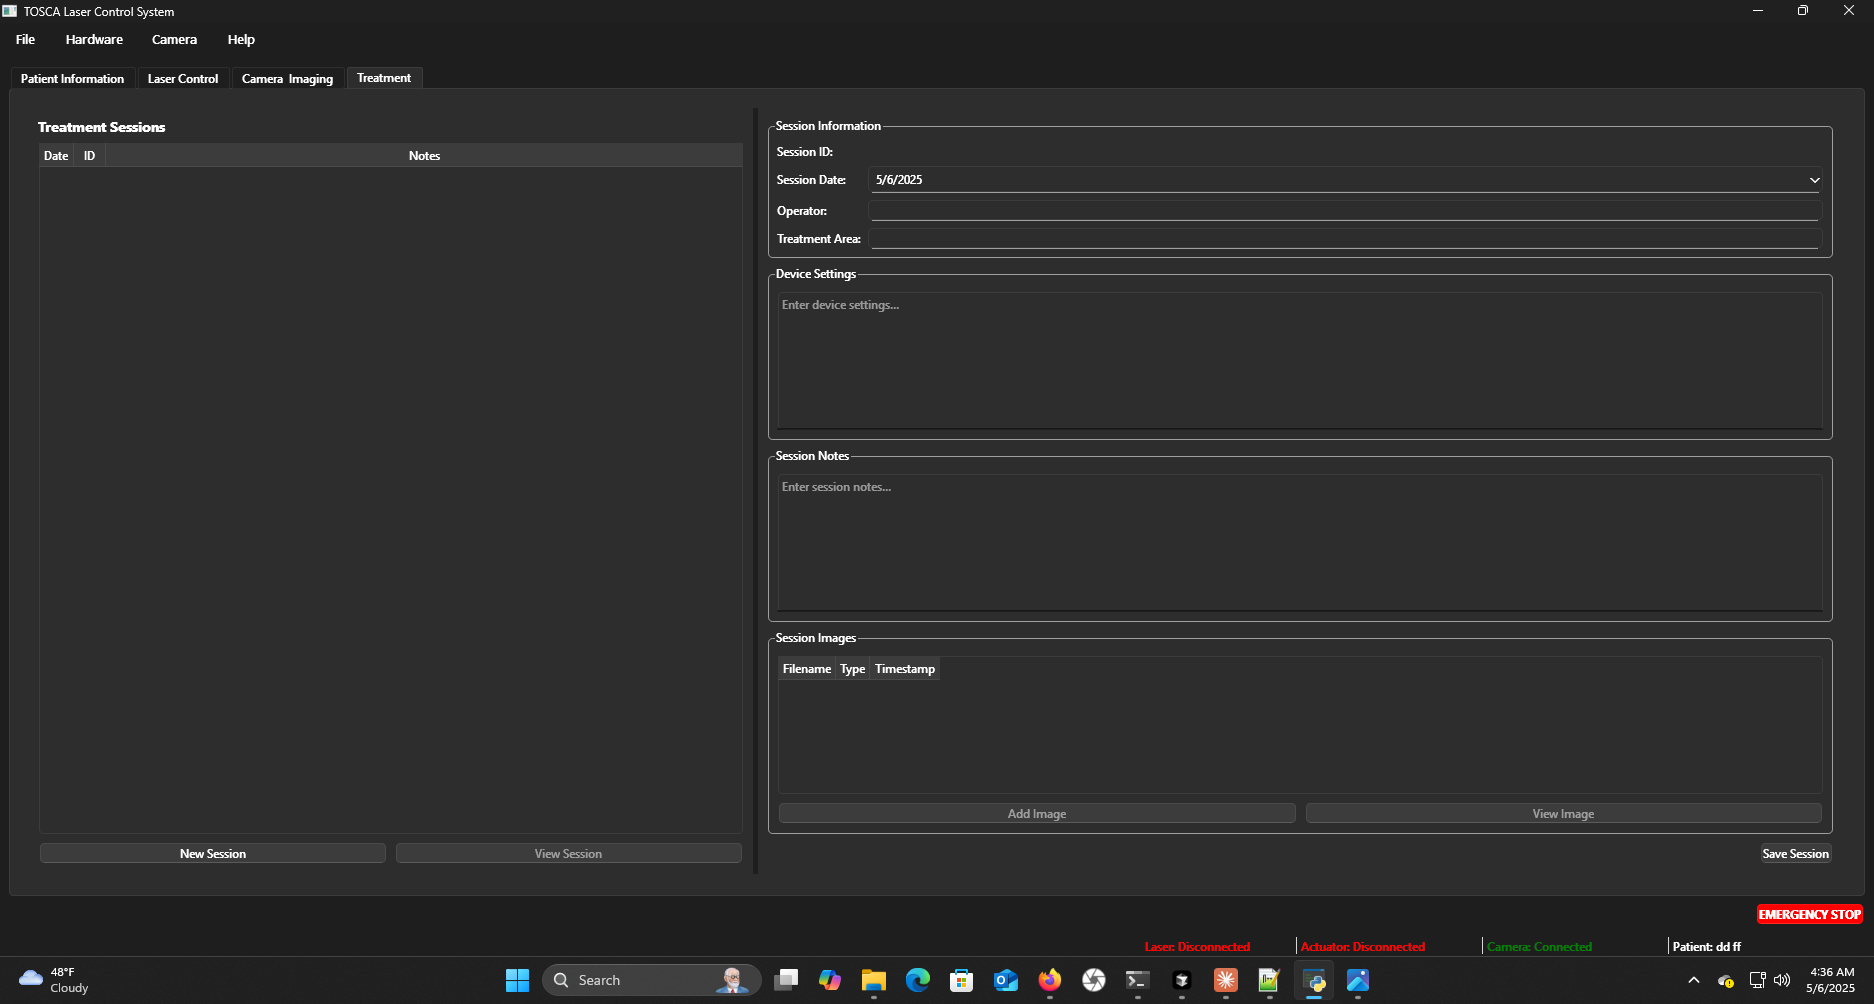 TOSCA Laser Control System
File Hardware Camera Help
Patient Information Laser Control Camera Imaging Treatment
Treatment Sessions
Date ID Notes
New Session View Session
Session Information
Session ID:
Session Date: 5/6/2025
Operator:
Treatment Area:
Device Settings
Enter device settings...
Session Notes
Enter session notes...
Session Images
Filename Type Timestamp
Add Image View Image
Save Session
EMERGENCY STOP
Laser: Disconnected Actuator: Disconnected Camera: Connected Patient: dd ff
48°F
Cloudy
Search
4:36 AM
5/6/2025